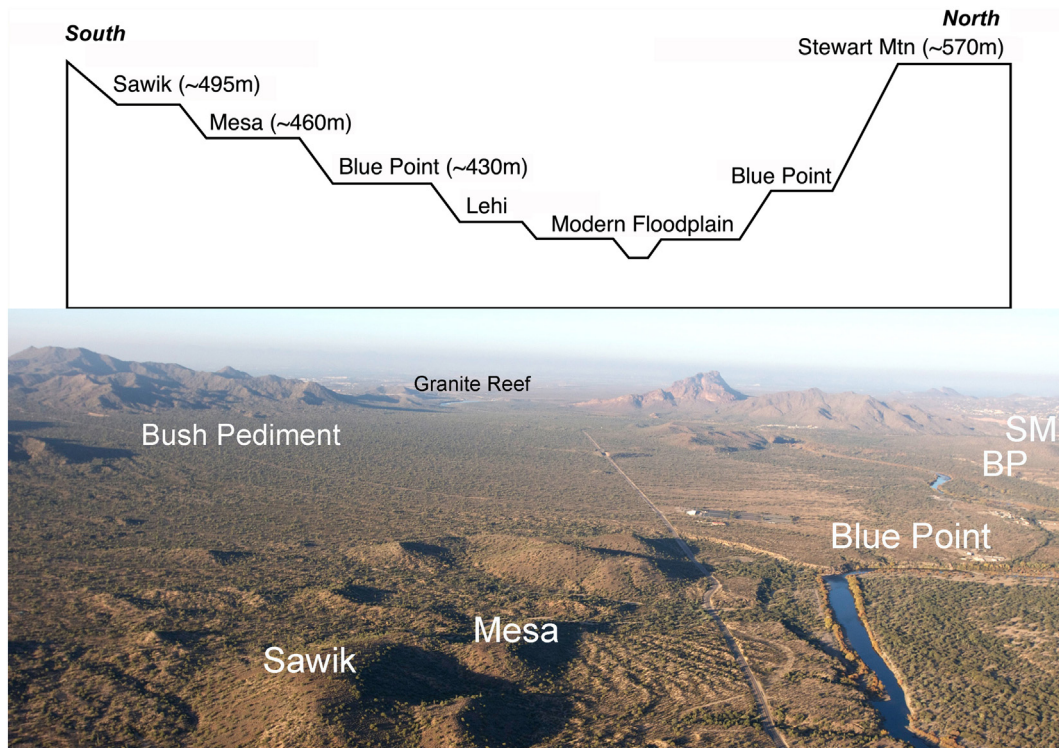 South
North
Stewart Mtn (~570m)
Sawik (~495m)
Mesa (~460m)
Blue Point (~430m)
Blue Point
Lehi
Modern Floodplain
Granite Reef
Bush Pediment
SM
BP
Blue Point
Mesa
Sawik